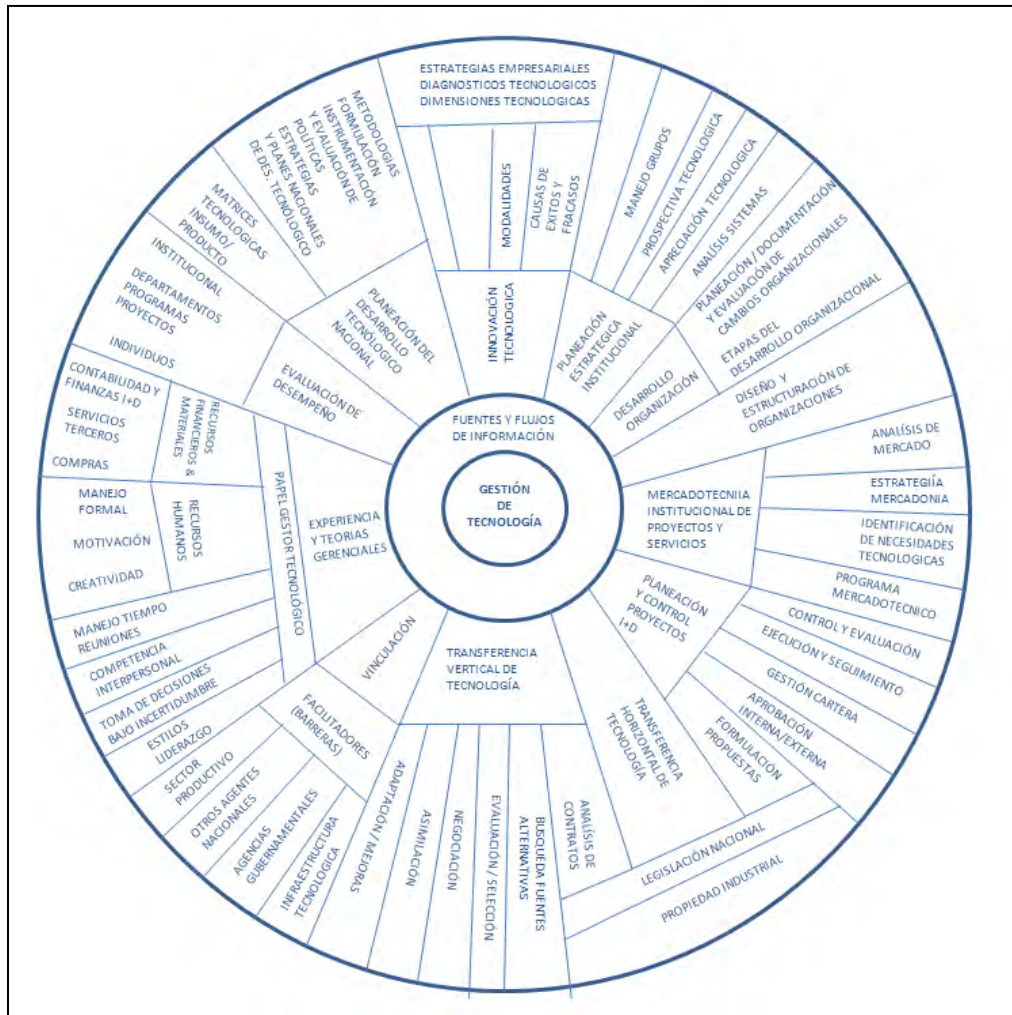 ESTRATEGIAS EMPRESARIALES
DIAGNOSTICOS TECNOLOGICOS
DIMENSIONES TECNOLOGICAS
MODALIDADES
CAUSAS DE
EXITOS Y
FRACASOS
INNOVACIÓN
TECNOLOGICA
MANEJO GRUPOS
PROSPECTIVA TECNOLOGICA
APRECIACIÓN TECNOLOGICA
ANALÍSIS SISTEMAS
PLANEACIÓN
ESTRATEGICA
INSTITUCIONAL
PLANEACIÓN / DOCUMENTACIÓN
Y EVALUACIÓN DE
CAMBIOS ORGANIZACIONALES
ETAPAS DEL
DESARROLLO ORGANIZACIONAL
DISEÑO Y
ESTRUCTURACIÓN DE
ORGANIZACIONES
DESARROLLO
ORGANIZACIÓN
ANALÍSIS DE
MERCADO
ESTRATEGIÍA
MERCADONIA
IDENTIFICACIÓN
DE NECESIDADES
TECNOLOGICAS
PROGRAMA
MERCADOTECNICO
MERCADOTECNIIA
INSTITUCIONAL DE
PROYECTOS Y
SERVICIOS
CONTROL Y EVALUACIÓN
EJECUCIÓN Y SEGUIMIENTO
GESTIÓN CARTERA
APROBACIÓN
INTERNA/EXTERNA
FORMULACIÓN
PROPUESTAS
PLANEACIÓN
Y CONTROL
PROYECTOS
I+D
TRANSFERENCIA
HORIZONTAL DE
TECNOLOGÍA
LEGISLACIÓN NACIONAL
PROPIEDAD INDUSTRIAL
ANALÍSIS DE
CONTRATOS
BUSQUEDA FUENTES
ALTERNATIVAS
EVALUACIÓN / SELECCIÓN
NEGOCIACIÓN
ASIMILACIÓN
ADAPTACIÓN / MEJORAS
TRANSFERENCIA
VERTICAL DE
TECNOLOGÍA
VINCULACIÓN
FACILITADORES
(BARRERAS)
INFRAESTRUCTURA
TECNOLOGICA
AGENCIAS
GUBERNAMENTALES
OTROS AGENTES
NACIONALES
SECTOR
PRODUCTIVO
ESTILOS
LIDERAZGO
TOMA DE DECISIONES
BAJO INCERTIDUMBRE
COMPETENCIA
INTERPERSONAL
MANEJO TIEMPO
REUNIONES
PAPEL GESTOR TECNOLÓGICO
EXPERIENCIA
Y TEORIAS
GERENCIALES
RECURSOS
HUMANOS
MANEJO
FORMAL
MOTIVACIÓN
CREATIVIDAD
RECURSOS
FINANCIEROS &
MATERIALES
CONTABILIDAD Y
FINANZAS I+D
SERVICIOS
TERCEROS
COMPRAS
INSTITUCIONAL
DEPARTAMENTOS
PROGRAMAS
PROYECTOS
INDIVIDUOS
EVALUACIÓN DE
DESEMPEÑO
MATRICES
TECNOLOGICAS
INSUMO/
PRODUCTO
METODOLOGIAS
FORMULACIÓN
INSTRUMENTACIÓN
Y EVALUACIÓN DE
POLÍTICAS
ESTRATEGIAS
Y PLANES NACIONALES
DE DES. TECNÓLOGICO
PLANEACIÓN DEL
DESARROLLO
TECNÓLOGICO
NACIONAL
FUENTES Y FLUJOS
DE INFORMACIÓN
GESTIÓN
DE
TECNOLOGÍA